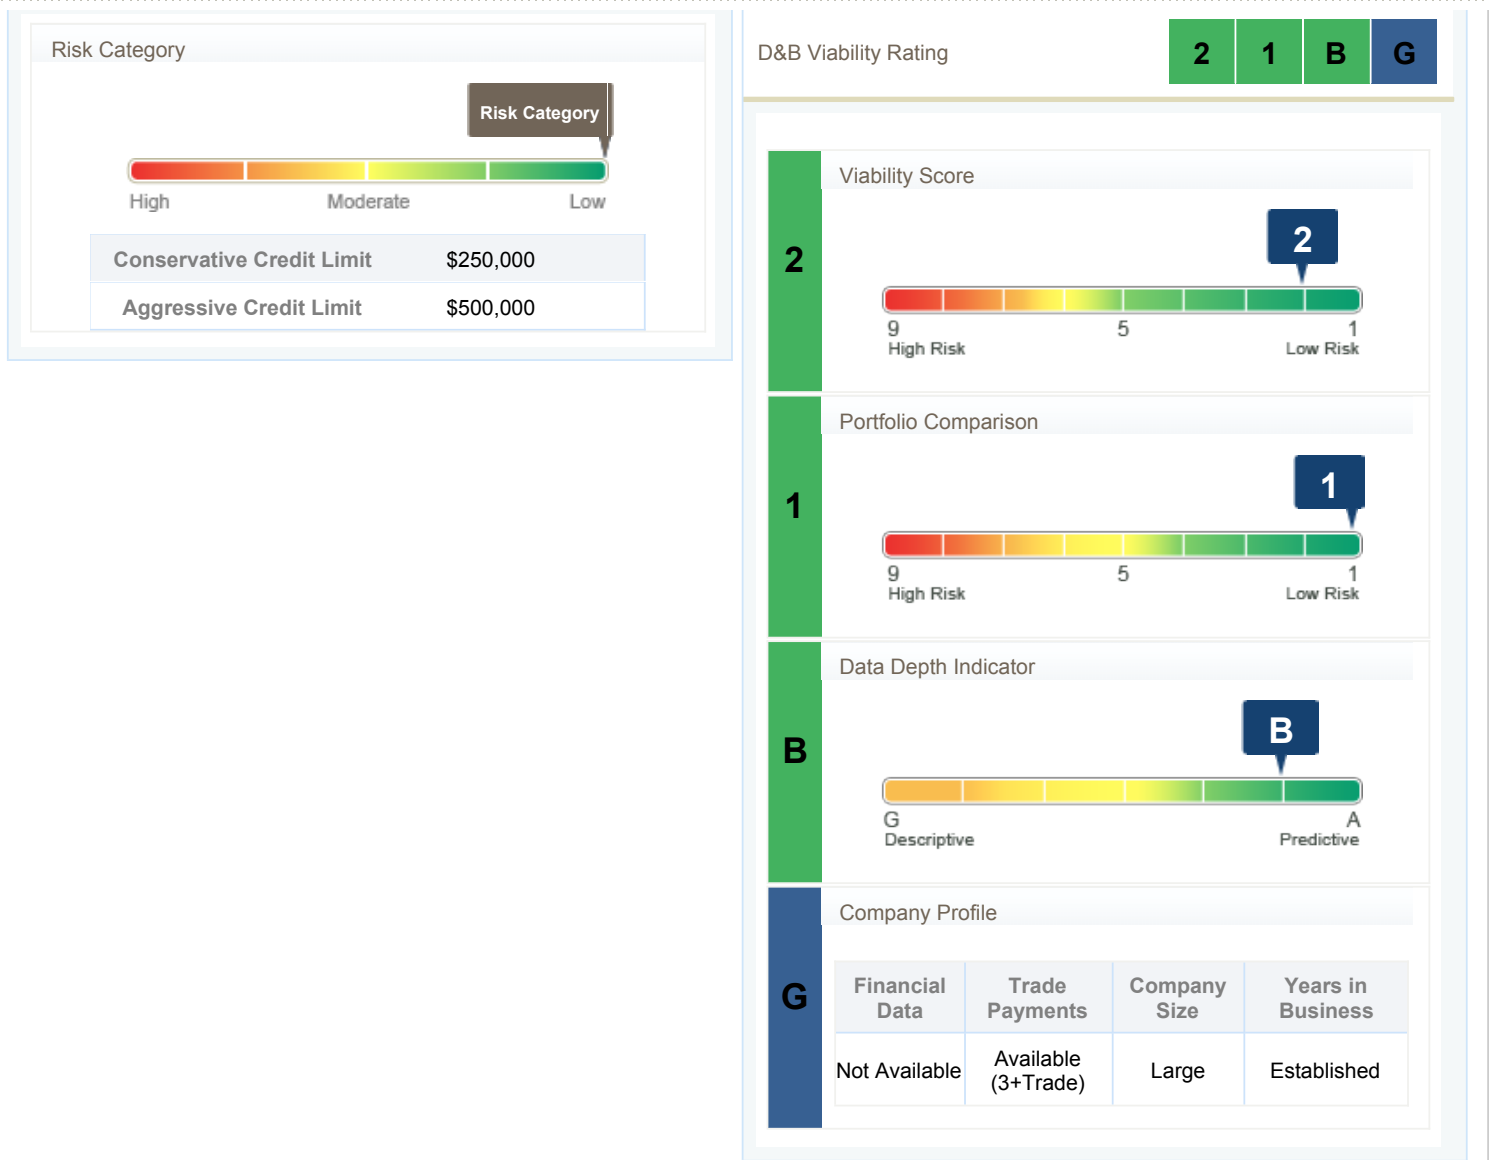 Risk Category
Risk Category
High Moderate Low
Conservative Credit Limit $250,000
Aggressive Credit Limit $500,000
D&B Viability Rating 2 1 B G
2
Viability Score
2
9 5 1
High Risk Low Risk
1
Portfolio Comparison
1
9 5 1
High Risk Low Risk
B
Data Depth Indicator
B
G A
Descriptive Predictive
G
Company Profile
Financial Data Trade Payments Company Size Years in Business
Not Available Available (3+Trade) Large Established